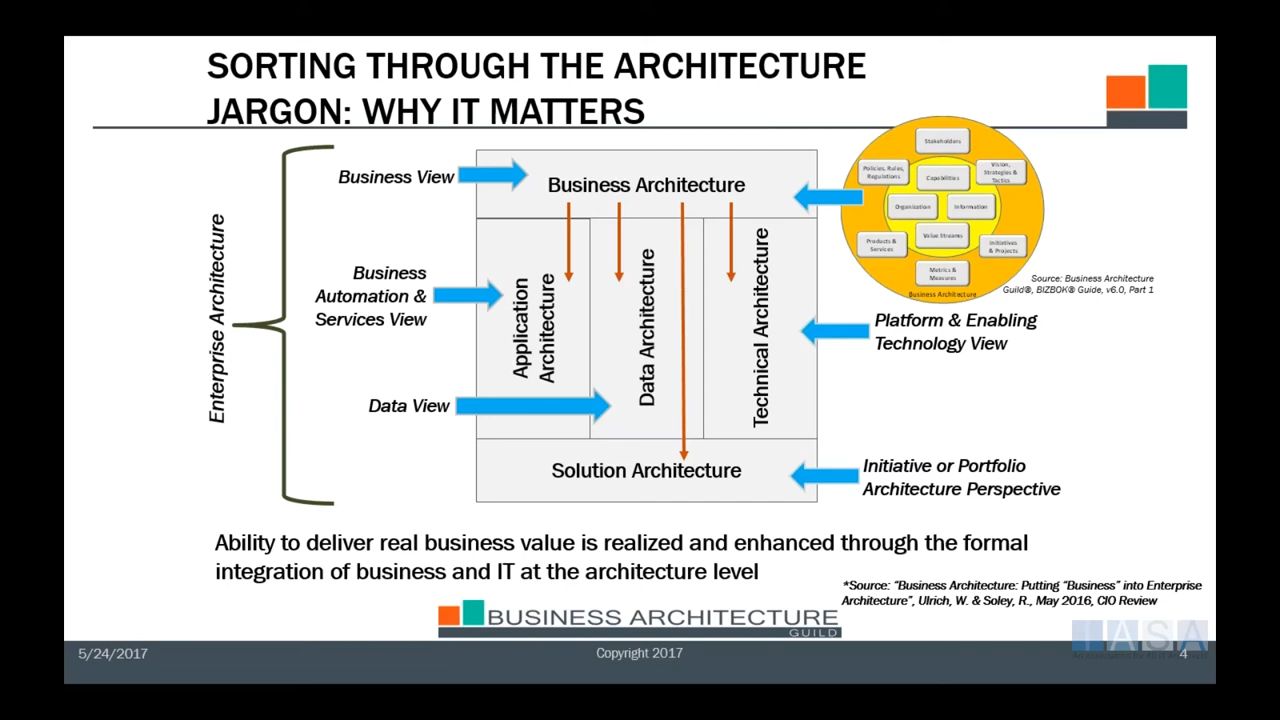 SORTING THROUGH THE ARCHITECTURE
JARGON: WHY IT MATTERS
Enterprise Architecture
Business View
Business
Automation &
Services View
Data View
Business Architecture
Application
Architecture
Data Architecture
Technical Architecture
Solution Architecture
Stakeholders
Policies, Rules,
Regulations
Vision,
Strategies &
Tactics
Capabilities
Organization
Information
Value Streams
Products &
Services
Initiatives
& Projects
Metrics &
Measures
Business Architecture
Source: Business Architecture
Guild®, BIZBOK® Guide, v6.0, Part 1
Platform & Enabling
Technology View
Initiative or Portfolio
Architecture Perspective
Ability to deliver real business value is realized and enhanced through the formal
integration of business and IT at the architecture level
*Source: "Business Architecture: Putting "Business" into Enterprise
Architecture", Ulrich, W. & Soley, R., May 2016, CIO Review
BUSINESS ARCHITECTURE
GUILD
5/24/2017
Copyright 2017
IASA
4